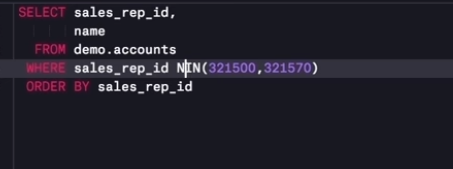 SELECT sales_rep_id,
name
FROM demo.accounts
WHERE sales_rep_id NIN(321500,321570)
ORDER BY sales_rep_id